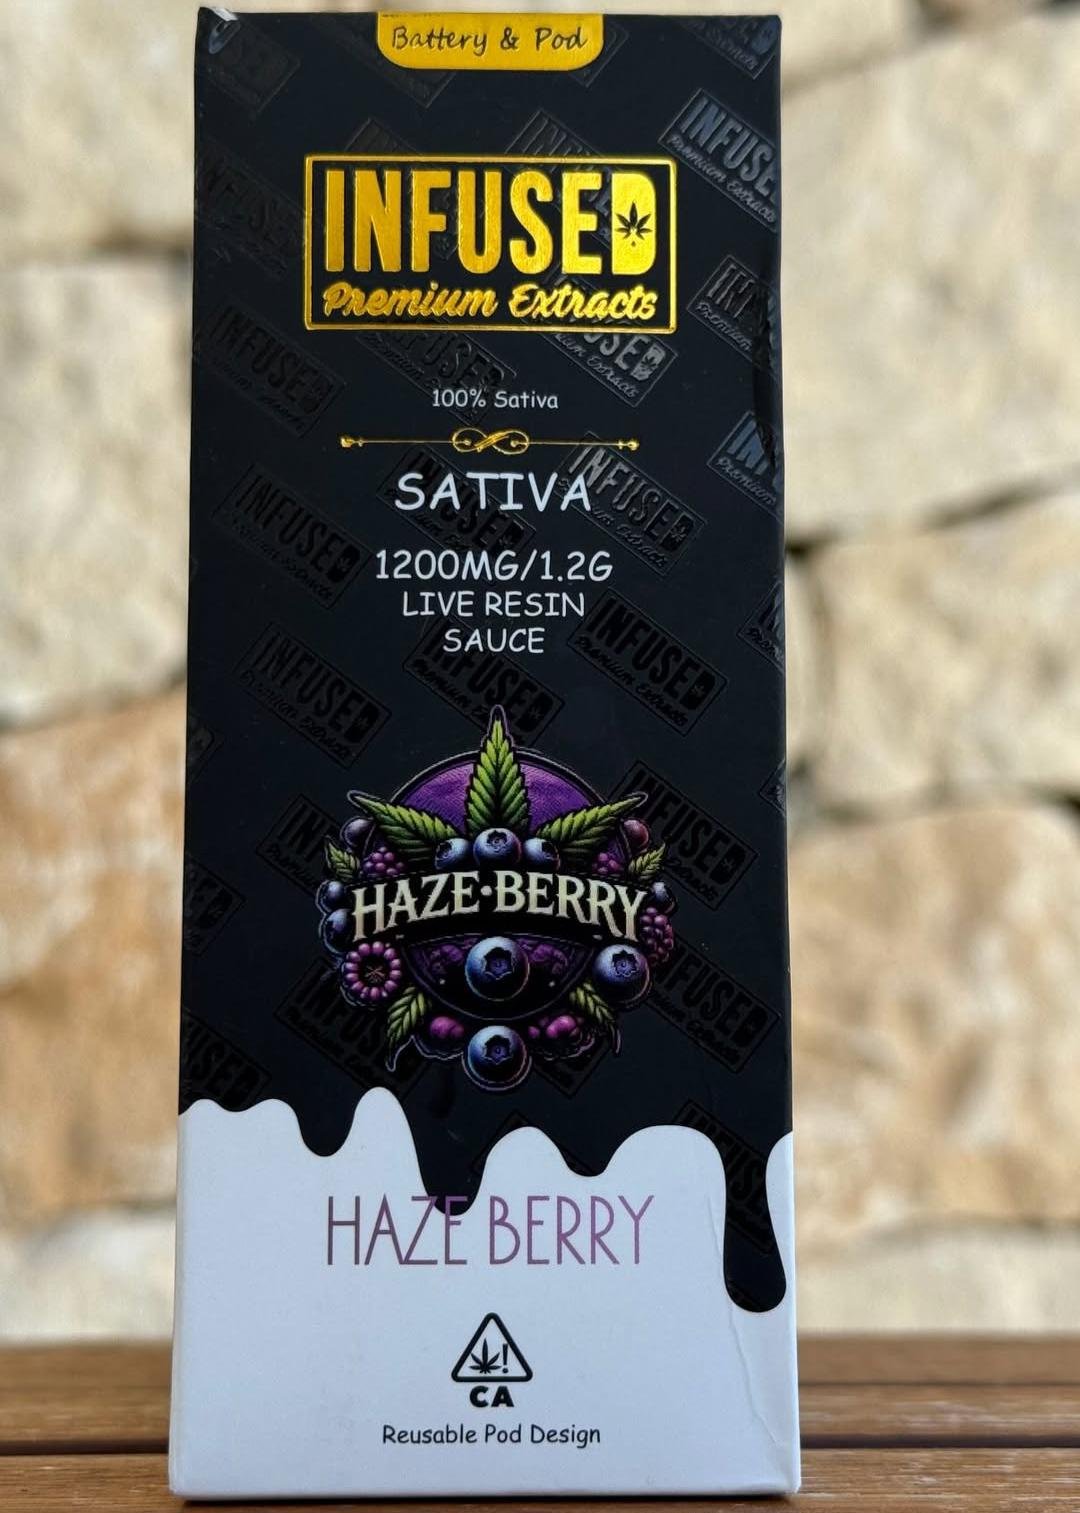 Battery & Pod
INFUSED
Premium Extracts
100% Sativa
SATIVA
1200MG/1.2G
LIVE RESIN
SAUCE
HAZE·BERRY
HAZE BERRY
!
CA
Reusable Pod Design